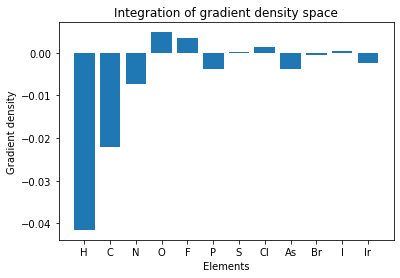 Integration of gradient density space
Gradient density
0.00
−0.01
−0.02
−0.03
−0.04
H C N O F P S Cl As Br I Ir
Elements